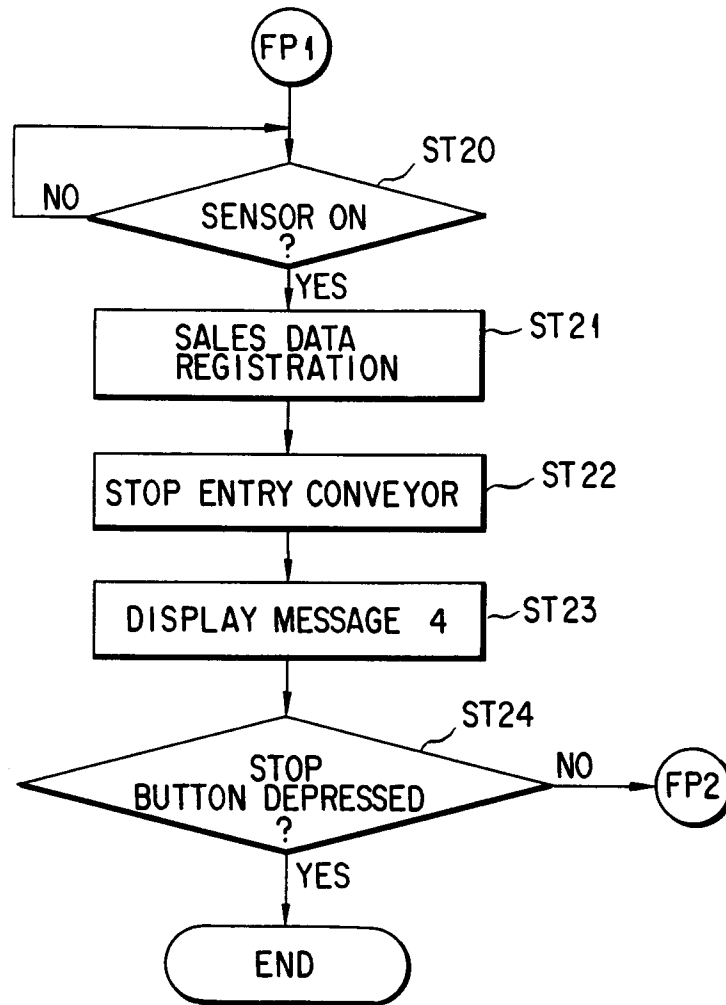 FP1
ST20
NO
SENSOR ON
?
YES
SALES DATA
REGISTRATION
ST21
STOP ENTRY CONVEYOR
ST22
DISPLAY MESSAGE 4
ST23
ST24
STOP
BUTTON DEPRESSED
?
NO
FP2
YES
END